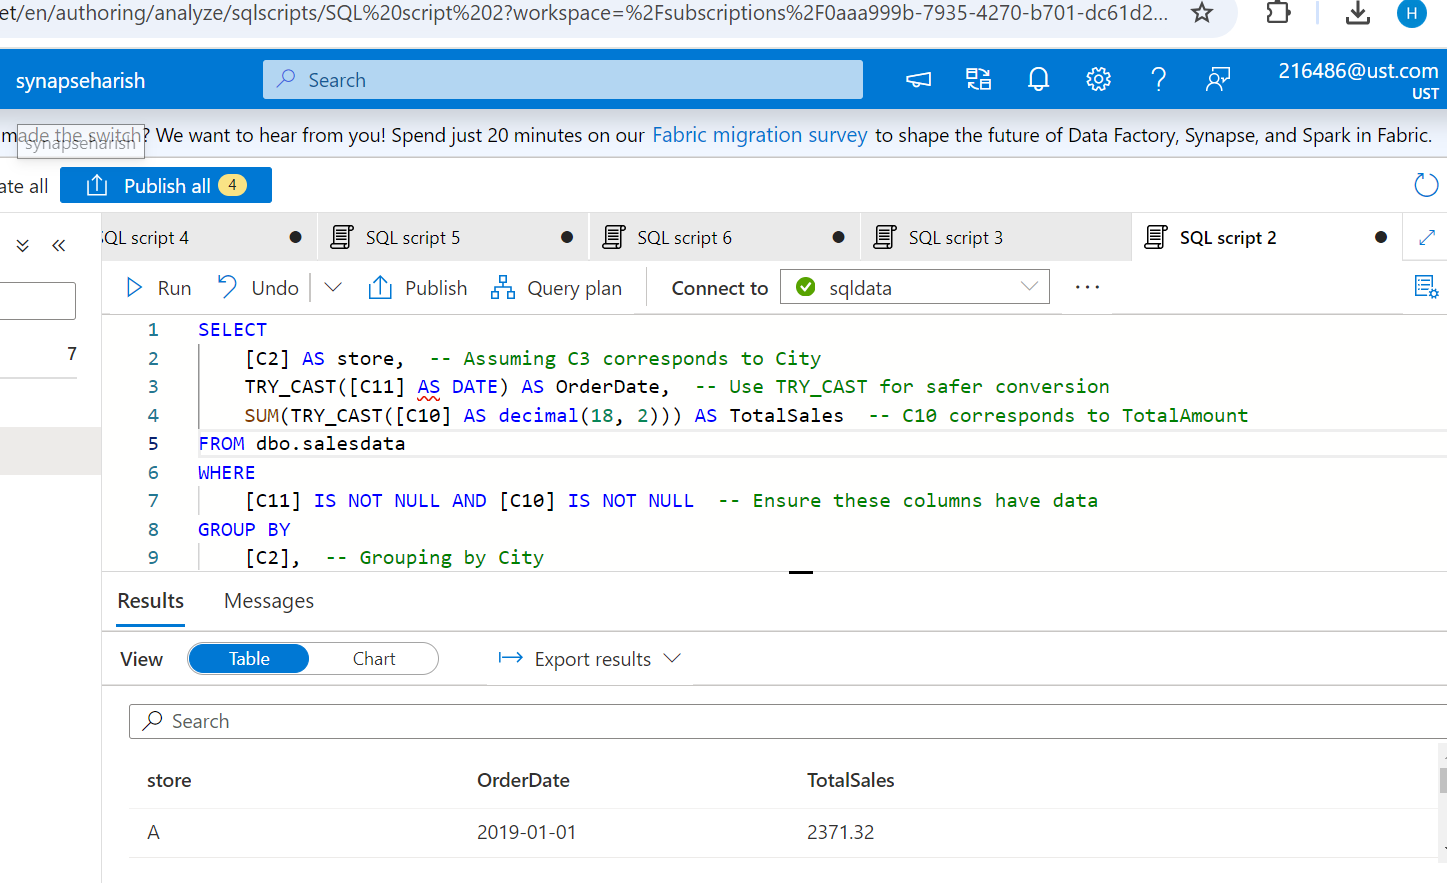 et/en/authoring/analyze/sqlscripts/SQL%20script%202?workspace=%2Fsubscriptions%2F0aaa999b-7935-4270-b701-dc61d2...
H
synapseharish
Search
216486@ust.com
UST
made the switch? We want to hear from you! Spend just 20 minutes on our Fabric migration survey to shape the future of Data Factory, Synapse, and Spark in Fabric.
synapseharish
ate all
Publish all 4
SQL script 4
SQL script 5
SQL script 6
SQL script 3
SQL script 2
Run
Undo
Publish
Query plan
Connect to
sqldata
7
1 SELECT
2 [C2] AS store, -- Assuming C3 corresponds to City
3 TRY_CAST([C11] AS DATE) AS OrderDate, -- Use TRY_CAST for safer conversion
4 SUM(TRY_CAST([C10] AS decimal(18, 2))) AS TotalSales -- C10 corresponds to TotalAmount
5 FROM dbo.salesdata
6 WHERE
7 [C11] IS NOT NULL AND [C10] IS NOT NULL -- Ensure these columns have data
8 GROUP BY
9 [C2], -- Grouping by City
Results Messages
View Table Chart Export results
Search
store OrderDate TotalSales
A 2019-01-01 2371.32